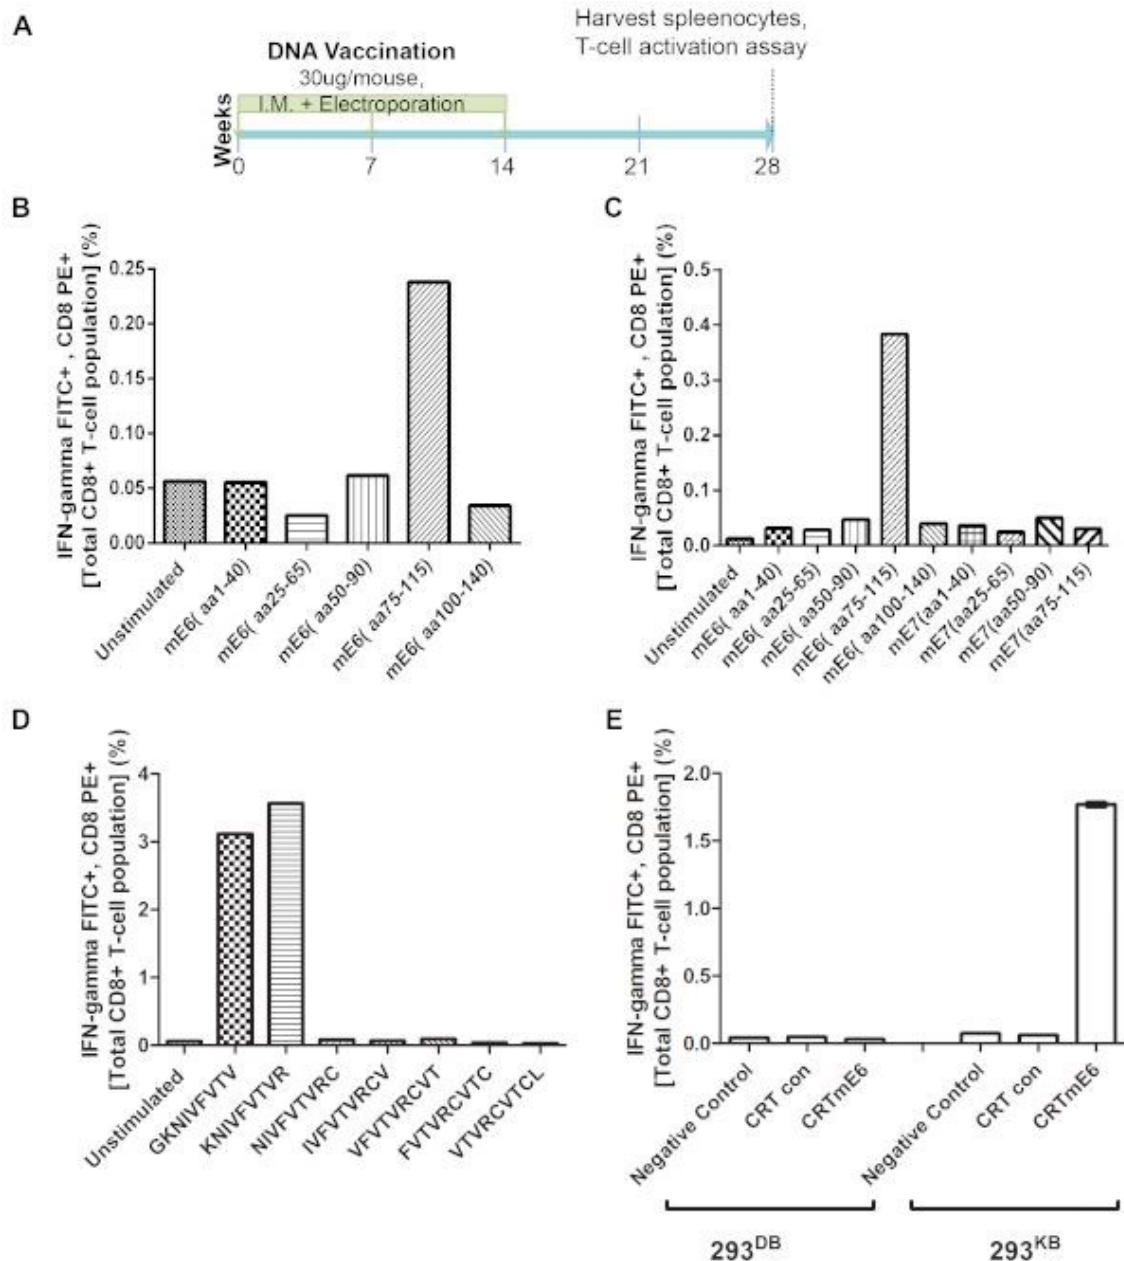 A
Harvest spleenocytes,
T-cell activation assay
DNA Vaccination
30ug/mouse,
I.M. + Electroporation
Weeks
0 7 14 21 28
B
IFN-gamma FITC+ , CD8 PE+
[Total CD8+ T-cell population] (%)
0.25
0.20
0.15
0.10
0.05
0.00
Unstimulated
mE6( aa1-40)
mE6( aa25-65)
mE6( aa50-90)
mE6( aa75-115)
mE6( aa100-140)
C
IFN-gamma FITC+ , CD8 PE+
[Total CD8+ T-cell population] (%)
0.5
0.4
0.3
0.2
0.1
0.0
Unstimulated
mE6( aa1-40)
mE6( aa25-65)
mE6( aa50-90)
mE6( aa75-115)
mE6( aa100-140)
mE7(aa1-40)
mE7(aa25-65)
mE7(aa50-90)
mE7(aa75-115)
D
IFN-gamma FITC+, CD8 PE+
[Total CD8+ T-cell population] (%)
4
3
2
1
0
Unstimulated
GKNIVFVTV
KNIVFVTVR
NIVFVTVRC
IVFVTVRCV
VFVTVRCVT
FVTVRCVTC
VTVRCVTCL
E
IFN-gamma FITC+, CD8 PE+
[Total CD8+ T-cell population] (%)
2.0
1.5
1.0
0.5
0.0
Negative Control
CRT con
CRTmE6
Negative Control
CRT con
CRTmE6
293DB
293KB